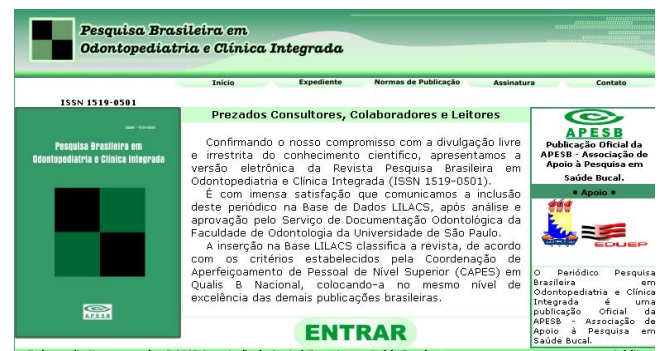 Pesquisa Brasileira em
Odontopediatria e Clínica Integrada
Início
Expediente
Normas de Publicação
Assinatura
Contato
ISSN 1519-0501
Pesquisa Brasileira em
Odontopediatria e Clínica Integrada
APESB
Prezados Consultores, Colaboradores e Leitores
Confirmando o nosso compromisso com a divulgação livre
e irrestrita do conhecimento cientifico, apresentamos a
versão eletrônica da Revista Pesquisa Brasileira em
Odontopediatria e Clínica Integrada (ISSN 1519-0501).
É com imensa satisfação que comunicamos a inclusão
deste periódico na Base de Dados LILACS, após análise e
aprovação pelo Serviço de Documentação Odontológica da
Faculdade de Odontologia da Universidade de São Paulo.
A inserção na Base LILACS classifica a revista, de acordo
com os critérios estabelecidos pela Coordenação de
Aperfeiçoamento de Pessoal de Nível Superior (CAPES) em
Qualis B Nacional, colocando-a no mesmo nível de
excelência das demais publicações brasileiras.
ENTRAR
APESB
Publicação Oficial da
APESB - Associação de
Apoio à Pesquisa em
Saúde Bucal.
• Apoio •
EDUEP
O Periódico Pesquisa
Brasileira em
Odontopediatria e Clínica
Integrada é uma
publicação Oficial da
APESB - Associação de
Apoio à Pesquisa em
Saúde Bucal.